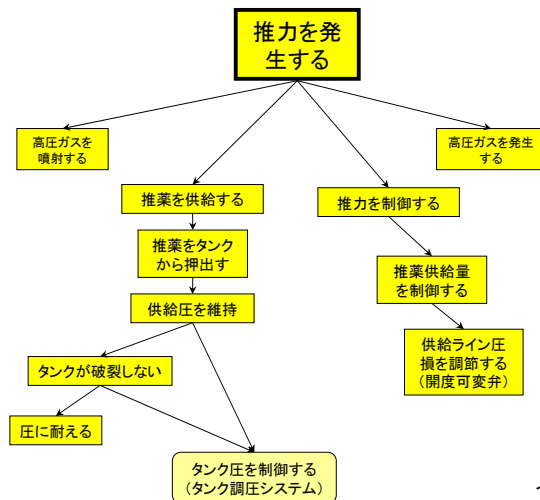 推力を発
生する
高圧ガスを
噴射する
高圧ガスを発生
する
推薬を供給する
推力を制御する
推薬をタンク
から押出す
推薬供給量
を制御する
供給圧を維持
供給ライン圧
損を調節する
（開度可変弁）
タンクが破裂しない
圧に耐える
タンク圧を制御する
（タンク調圧システム）